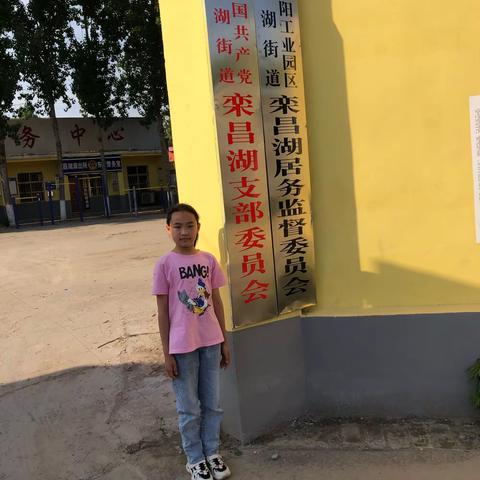 国共产党
湖街道
栾昌湖支部委员会
阳工业园区
湖街道
栾昌湖居务监督委员会
务中心
BANG!